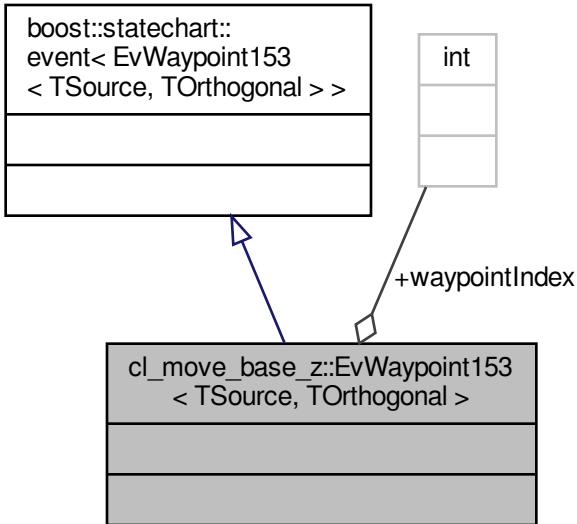 boost::statechart::
event< EvWaypoint153
< TSource, TOrthogonal > >
int
+waypointIndex
cl_move_base_z::EvWaypoint153
< TSource, TOrthogonal >